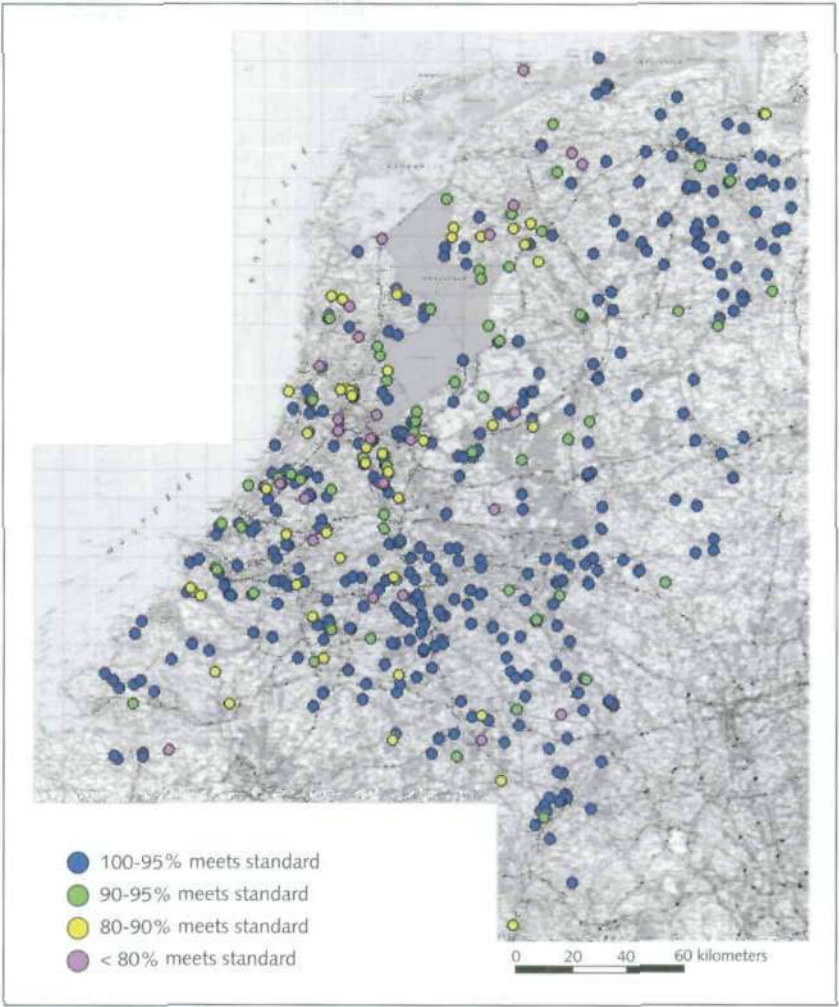 100-95% meets standard
90-95% meets standard
80-90% meets standard
< 80% meets standard
0 20 40 60 kilometers